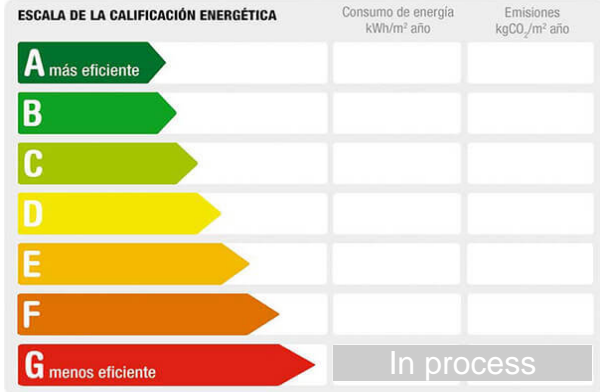 ESCALA DE LA CALIFICACIÓN ENERGÉTICA
Consumo de energía
kWh/m² año
Emisiones
kgCO₂/m² año
A más eficiente
B
C
D
E
F
G menos eficiente
In process